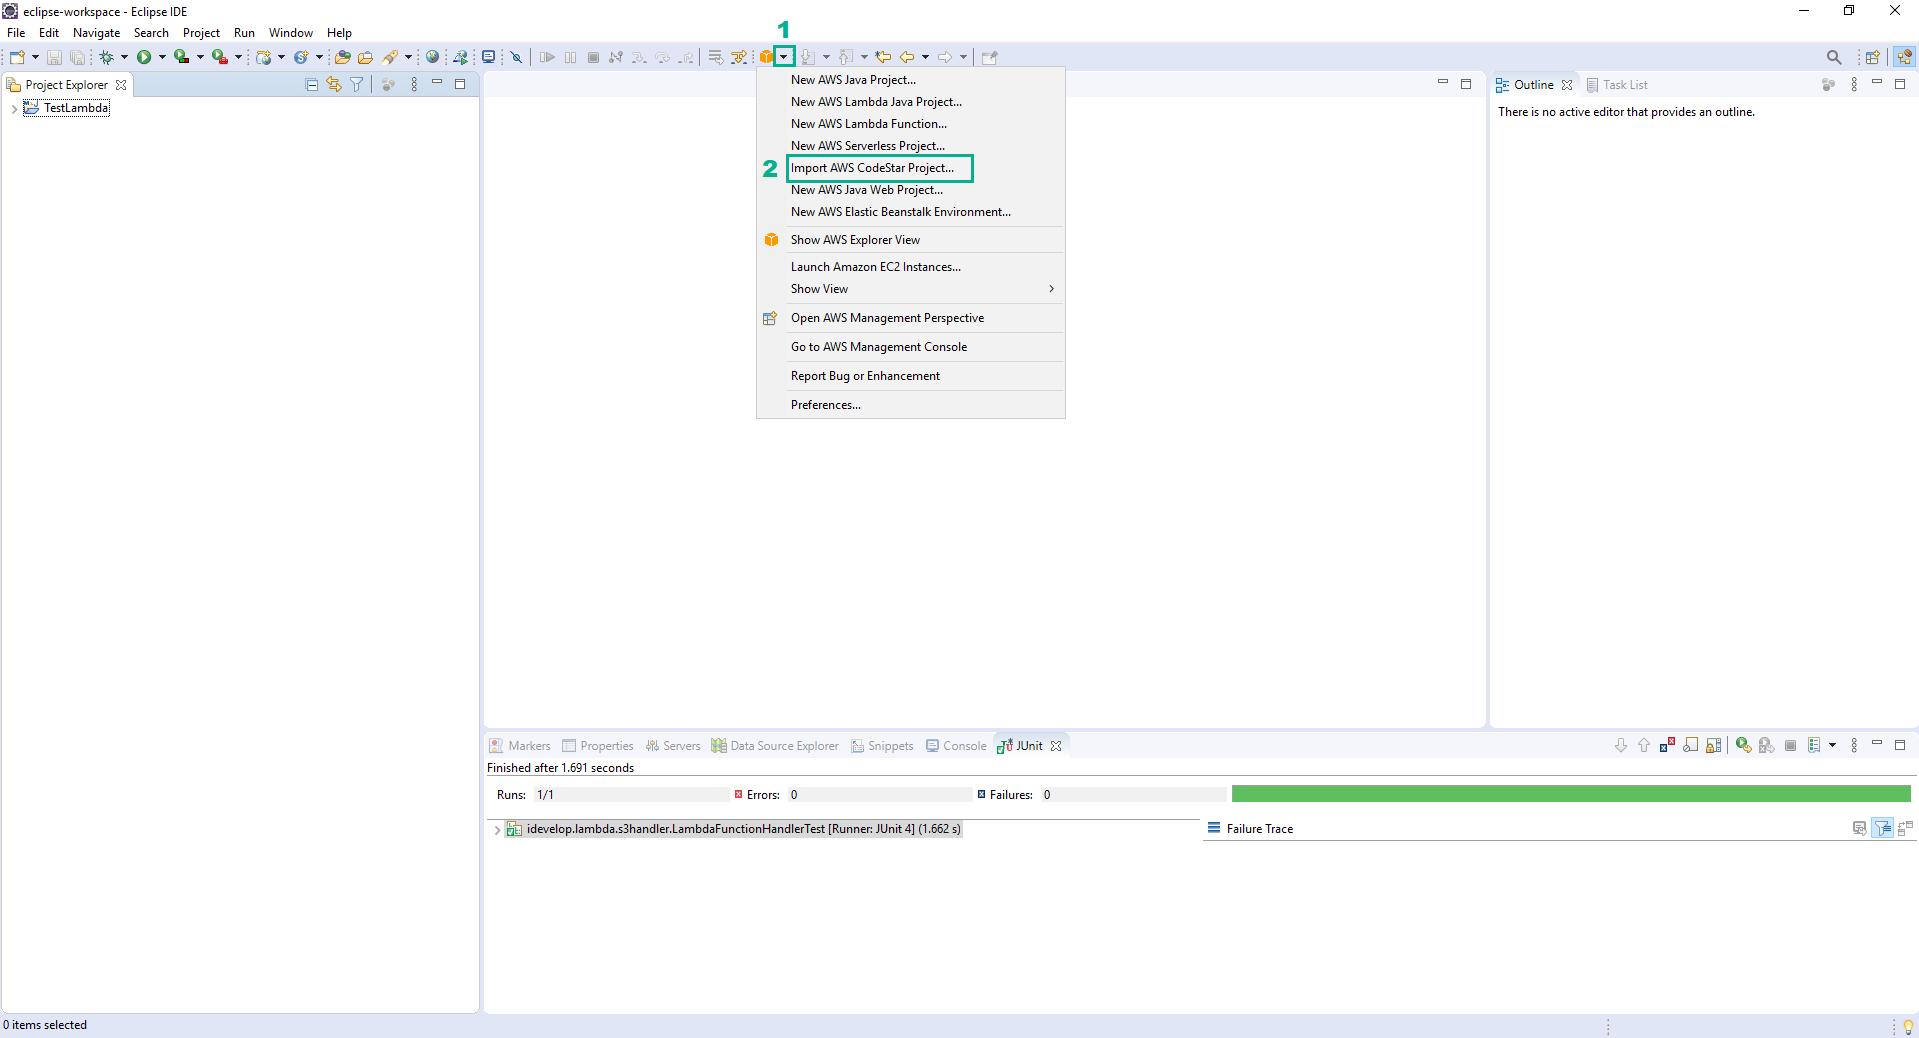 eclipse-workspace - Eclipse IDE
File Edit Navigate Search Project Run Window Help
1
Project Explorer
TestLambda
New AWS Java Project...
New AWS Lambda Java Project...
New AWS Lambda Function...
New AWS Serverless Project...
2 Import AWS CodeStar Project...
New AWS Java Web Project...
New AWS Elastic Beanstalk Environment...
Show AWS Explorer View
Launch Amazon EC2 Instances...
Show View
Open AWS Management Perspective
Go to AWS Management Console
Report Bug or Enhancement
Preferences...
Outline Task List
There is no active editor that provides an outline.
Markers Properties Servers Data Source Explorer Snippets Console JUnit
Finished after 1.691 seconds
Runs: 1/1 Errors: 0 Failures: 0
idevelop.lambda.s3handler.LambdaFunctionHandlerTest [Runner: JUnit 4] (1.662 s)
Failure Trace
0 items selected